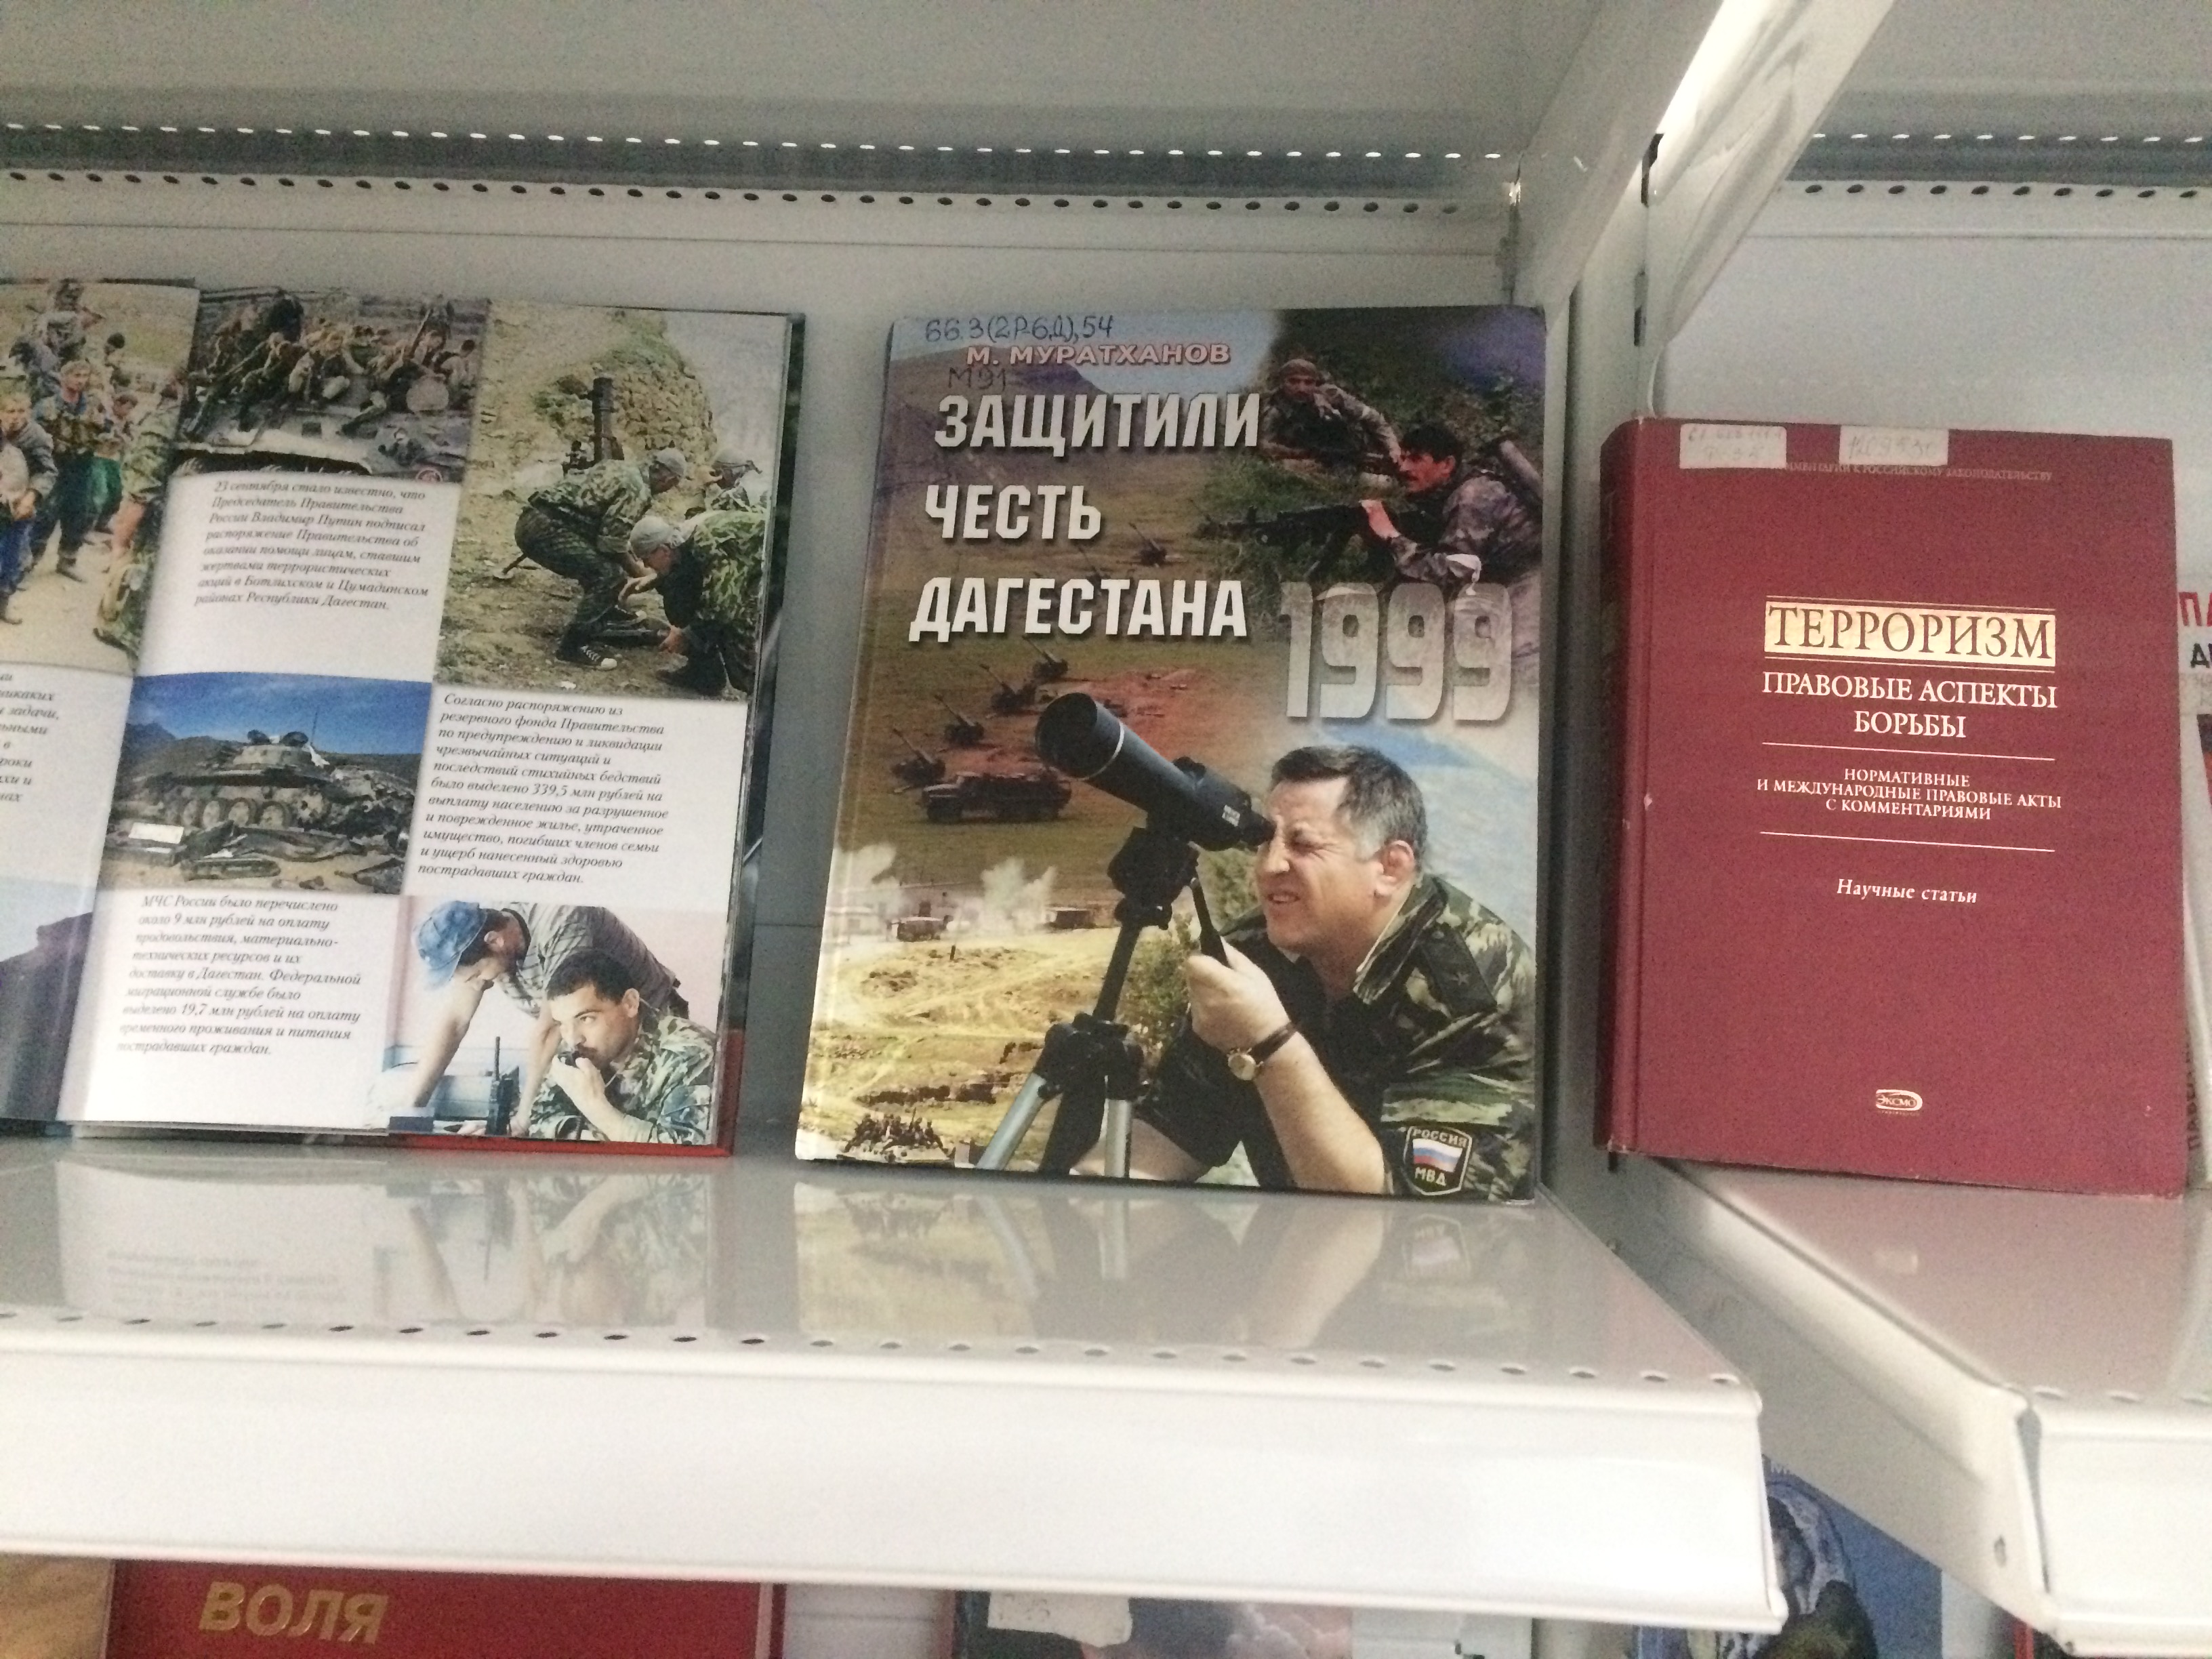 23 сентября стало известно, что
Председатель Правительства
России Владимир Путин подписал
распоряжение Правительства об
оказании помощи лицам, ставшим
жертвами террористических
акций в Ботлихском и Цумадинском
районах Республики Дагестан.
никаких
задачи,
в
Согласно распоряжению из
резервного фонда Правительства
по предупреждению и ликвидации
чрезвычайных ситуаций и
последствий стихийных бедствий
было выделено 339,5 млн рублей на
выплату населению за разрушенное
и поврежденное жилье, утраченное
имущество, погибших членов семьи
и ущерб нанесенный здоровью
пострадавших граждан.
МЧС России было перечислено
около 9 млн рублей на оплату
продовольствия, материально-
технических ресурсов и их
доставку в Дагестан. Федеральной
миграционной службе было
выделено 19,7 млн рублей на оплату
временного проживания и питания
пострадавших граждан.
66.3(2Р-6Д),54
М. МУРАТХАНОВ
М91
ЗАЩИТИЛИ
ЧЕСТЬ
ДАГЕСТАНА
1999
РОССИЯ
МВД
К РОССИЙСКОМУ ЗАКОНОДАТЕЛЬСТВУ
ТЕРРОРИЗМ
ПРАВОВЫЕ АСПЕКТЫ
БОРЬБЫ
НОРМАТИВНЫЕ
И МЕЖДУНАРОДНЫЕ ПРАВОВЫЕ АКТЫ
С КОММЕНТАРИЯМИ
Научные статьи
ЭКСМО
ВОЛЯ